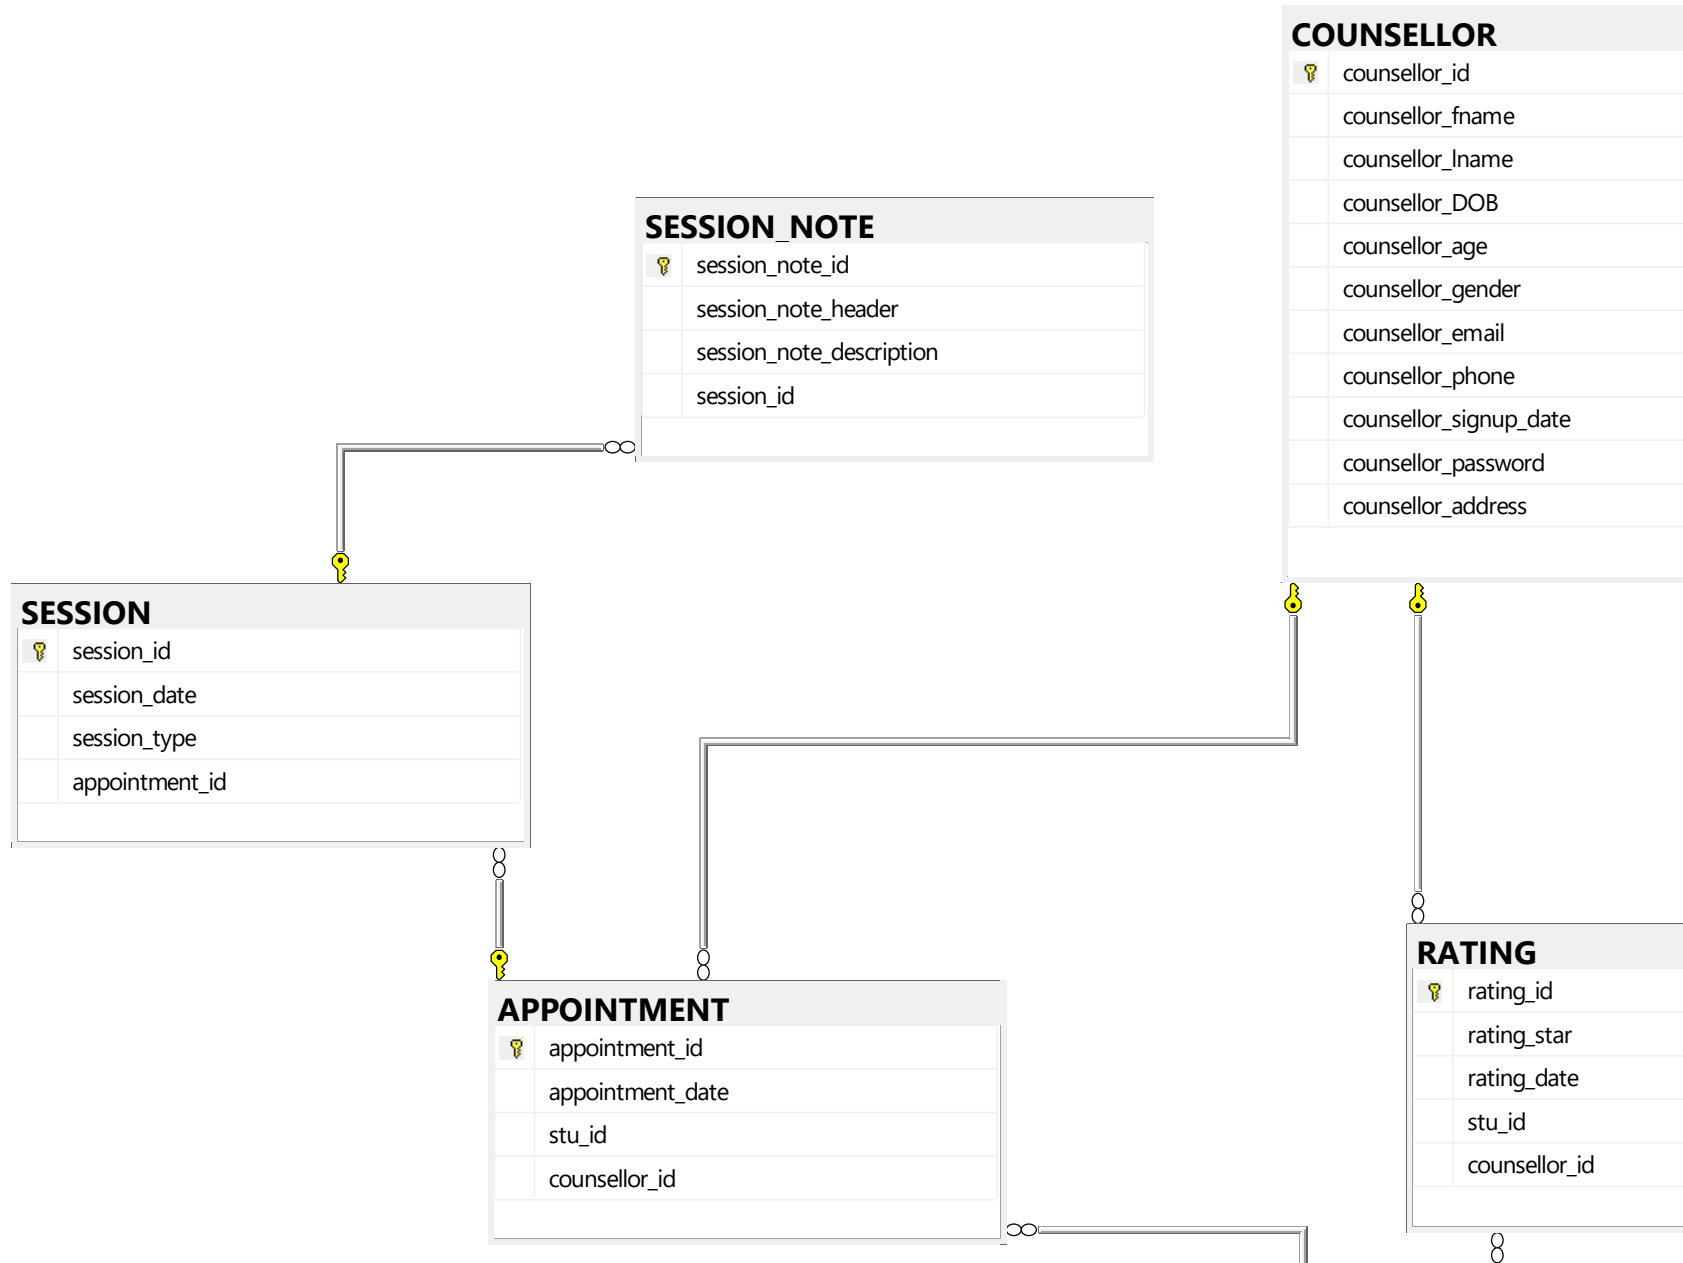 COUNSELLOR
counsellor_id
counsellor_fname
counsellor_lname
counsellor_DOB
counsellor_age
counsellor_gender
counsellor_email
counsellor_phone
counsellor_signup_date
counsellor_password
counsellor_address
SESSION_NOTE
session_note_id
session_note_header
session_note_description
session_id
SESSION
session_id
session_date
session_type
appointment_id
APPOINTMENT
appointment_id
appointment_date
stu_id
counsellor_id
RATING
rating_id
rating_star
rating_date
stu_id
counsellor_id